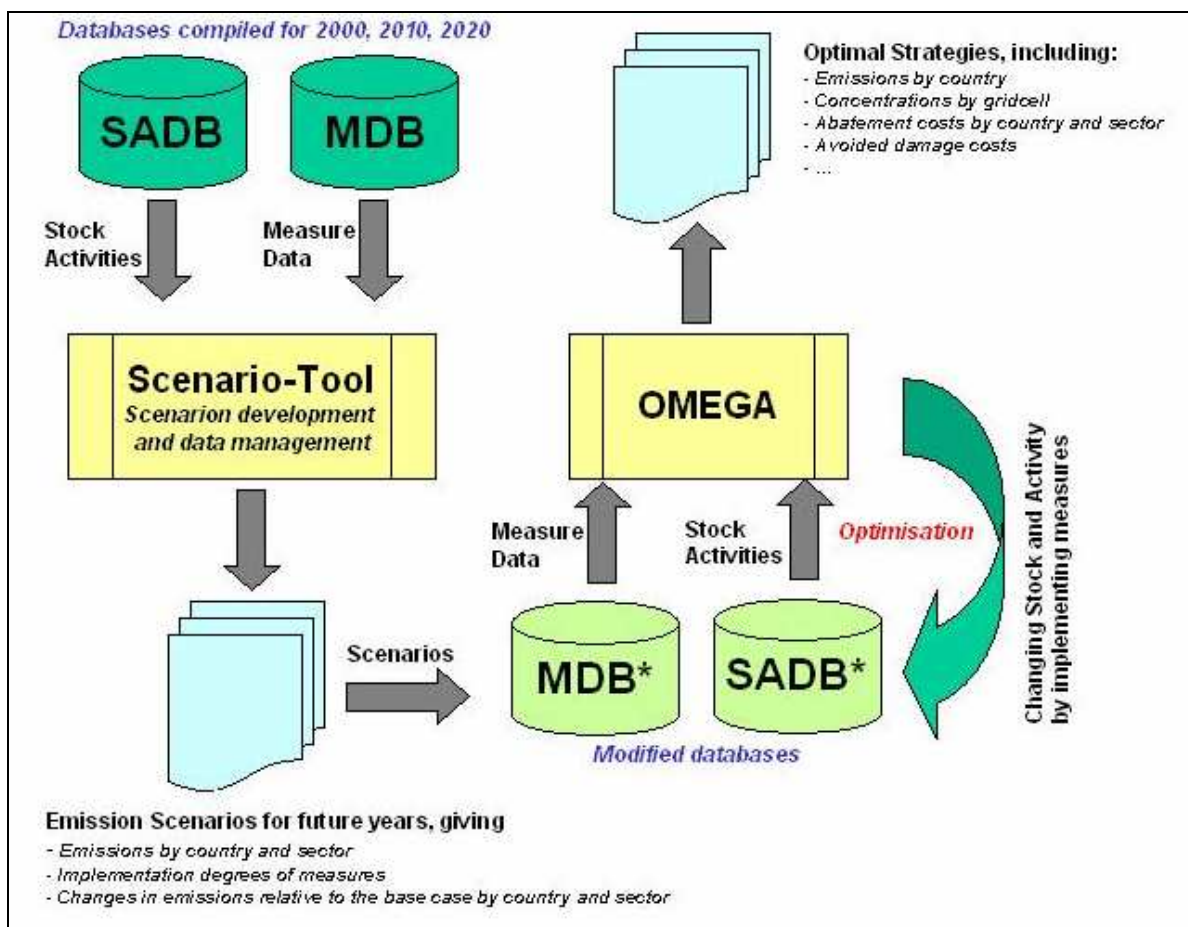 Databases compiled for 2000, 2010, 2020
SADB
MDB
Stock
Activities
Measure
Data
Scenario-Tool
Scenarion development
and data management
Scenarios
Emission Scenarios for future years, giving
- Emissions by country and sector
- Implementation degrees of measures
- Changes in emissions relative to the base case by country and sector
Optimal Strategies, including:
- Emissions by country
- Concentrations by gridcell
- Abatement costs by country and sector
- Avoided damage costs
- ...
OMEGA
Measure
Data
Stock
Activities
Optimisation
MDB*
SADB*
Modified databases
Changing Stock and Activity
by implementing measures